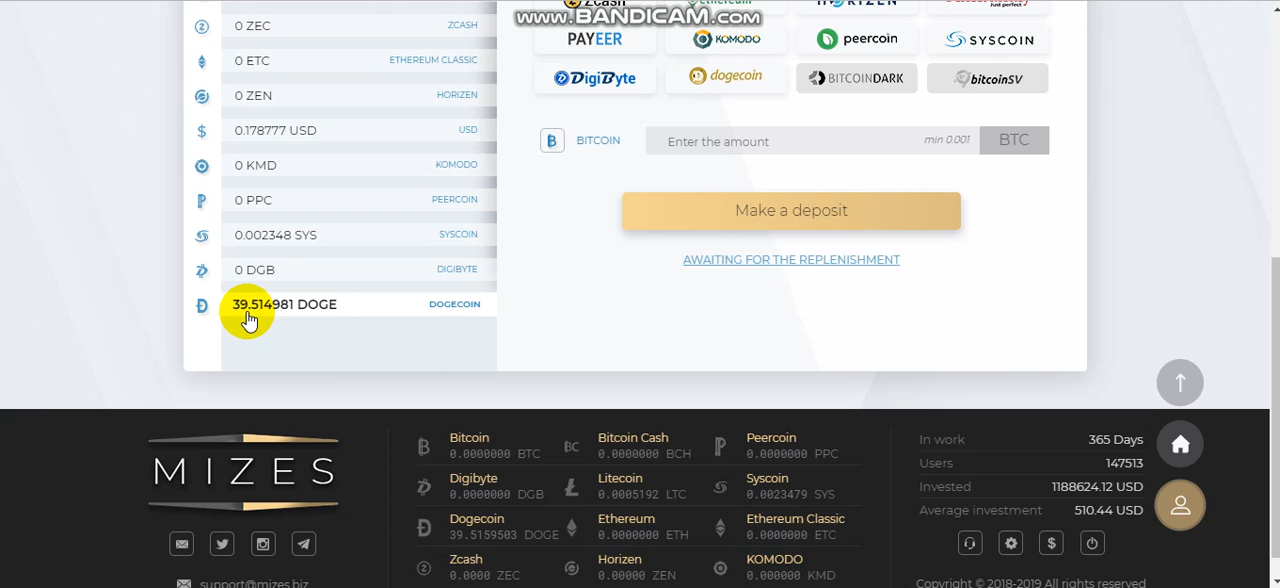 www.BANDICAM.com
0 ZEC ZCASH
0 ETC ETHEREUM CLASSIC
0 ZEN HORIZEN
0.178777 USD USD
0 KMD KOMODO
0 PPC PEERCOIN
0.002348 SYS SYSCOIN
0 DGB DIGIBYTE
39.514981 DOGE DOGECOIN
PAYEER KOMODO peercoin SYSCOIN
DigiByte dogecoin BITCOINDARK bitcoinSV
BITCOIN Enter the amount min 0.001 BTC
Make a deposit
AWAITING FOR THE REPLENISHMENT
MIZES
support@mizes.biz
Bitcoin
0.0000000 BTC
Bitcoin Cash
0.0000000 BCH
Peercoin
0.0000000 PPC
Digibyte
0.0000000 DGB
Litecoin
0.0005192 LTC
Syscoin
0.0023479 SYS
Dogecoin
39.5159503 DOGE
Ethereum
0.0000000 ETH
Ethereum Classic
0.0000000 ETC
Zcash
0.0000 ZEC
Horizen
0.0000000 ZEN
KOMODO
0.0000000 KMD
In work 365 Days
Users 147513
Invested 1188624.12 USD
Average investment 510.44 USD
Copyright © 2018-2019 All rights reserved